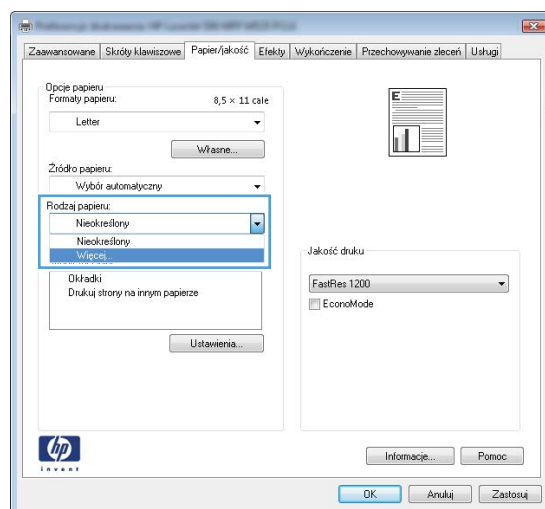 Zaawansowane Skróty klawiszowe Papier/jakość Efekty Wykończenie Przechowywanie zleceń Usługi
Opcje papieru
Formaty papieru: 8,5 × 11 cale
Letter
Własne...
Źródło papieru:
Wybór automatyczny
Rodzaj papieru:
Nieokreślony
Nieokreślony
Więcej...
Okładki
Drukuj strony na innym papierze
Ustawienia...
E
Jakość druku
FastRes 1200
EconoMode
hp
invent
Informacje... Pomoc
OK Anuluj Zastosuj